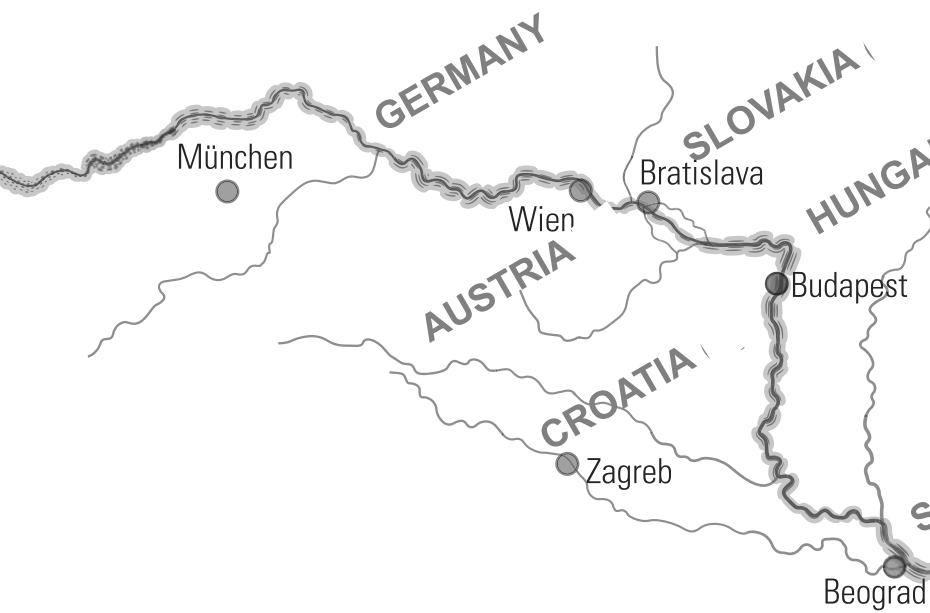 GERMANY
SLOVAKIA
München
Bratislava
HUNGA
Wien
AUSTRIA
Budapest
CROATIA
Zagreb
S
Beograd